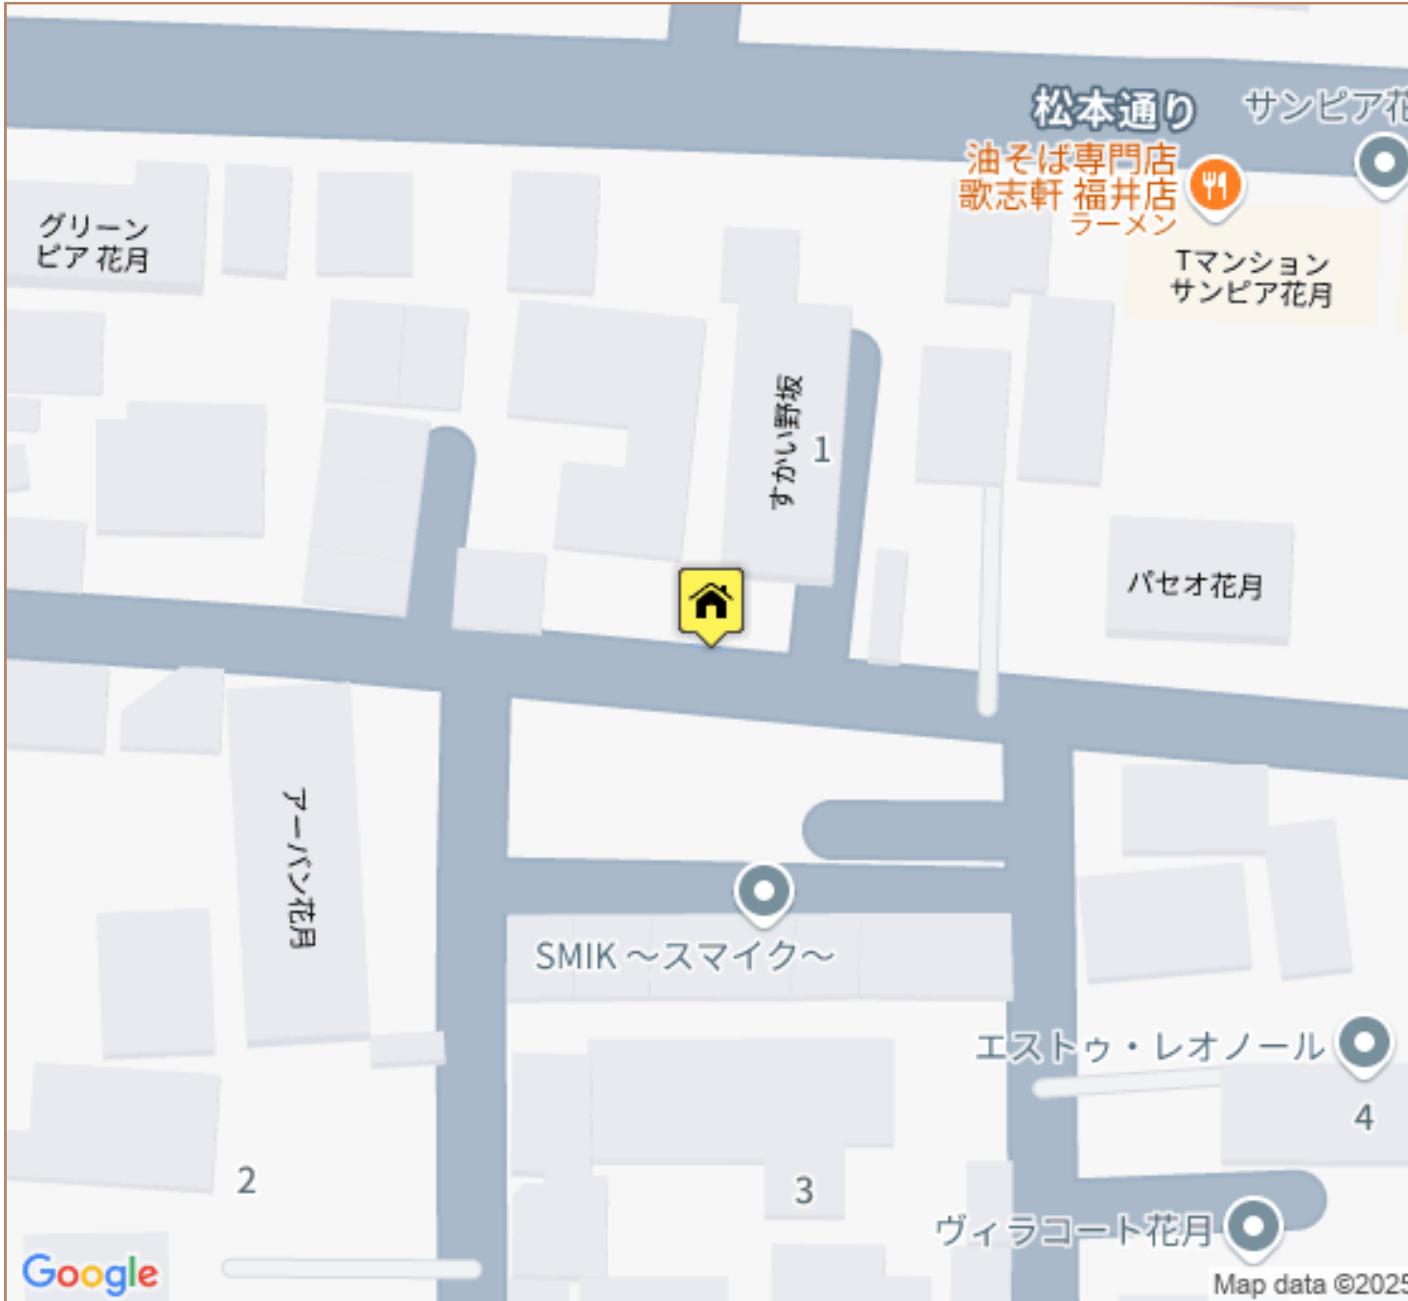 松本通り
サンピア花
油そば専門店
歌志軒 福井店
ラーメン
グリーン
ピア 花月
Tマンション
サンピア花月
すかい野坂
1
パセオ花月
アーバン花月
SMIK ～スマイク～
エストゥ・レオノール
4
2
3
ヴィラコート花月
Google
Map data ©2025